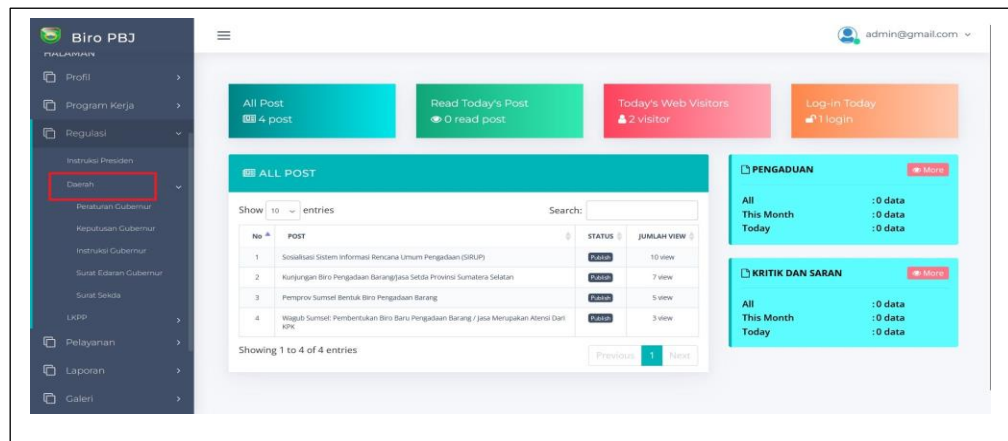 Biro PBJ
admin@gmail.com
HALAMAN
Profil
Program Kerja
Regulasi
Instruksi Presiden
Daerah
Peraturan Gubernur
Keputusan Gubernur
Instruksi Gubernur
Surat Edaran Gubernur
Surat Sekda
LKPP
Pelayanan
Laporan
Galeri
All Post
4 post
Read Today's Post
0 read post
Today's Web Visitors
2 visitor
Log-in Today
1 login
ALL POST
Show 10 entries Search:
No POST STATUS JUMLAH VIEW
1 Sosialisasi Sistem Informasi Rencana Umum Pengadaan (SIRUP) Publish 10 view
2 Kunjungan Biro Pengadaan Barang/Jasa Setda Provinsi Sumatera Selatan Publish 7 view
3 Pemprov Sumsel Bentuk Biro Pengadaan Barang Publish 5 view
4 Wagub Sumsel: Pembentukan Biro Baru Pengadaan Barang / Jasa Merupakan Atensi Dari Publish 3 view
KPK
Showing 1 to 4 of 4 entries
Previous 1 Next
PENGADUAN More
All : 0 data
This Month : 0 data
Today : 0 data
KRITIK DAN SARAN More
All : 0 data
This Month : 0 data
Today : 0 data